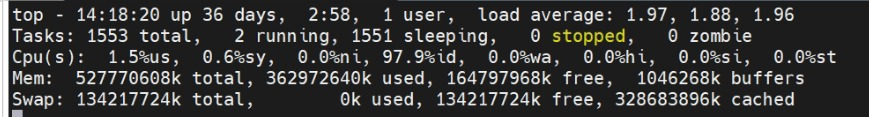 top - 14:18:20 up 36 days,  2:58,  1 user,  load average: 1.97, 1.88, 1.96
Tasks: 1553 total,   2 running, 1551 sleeping,   0 stopped,   0 zombie
Cpu(s):  1.5%us,  0.6%sy,  0.0%ni, 97.9%id,  0.0%wa,  0.0%hi,  0.0%si,  0.0%st
Mem:  527770608k total, 362972640k used, 164797968k free,  1046268k buffers
Swap: 134217724k total,        0k used, 134217724k free, 328683896k cached